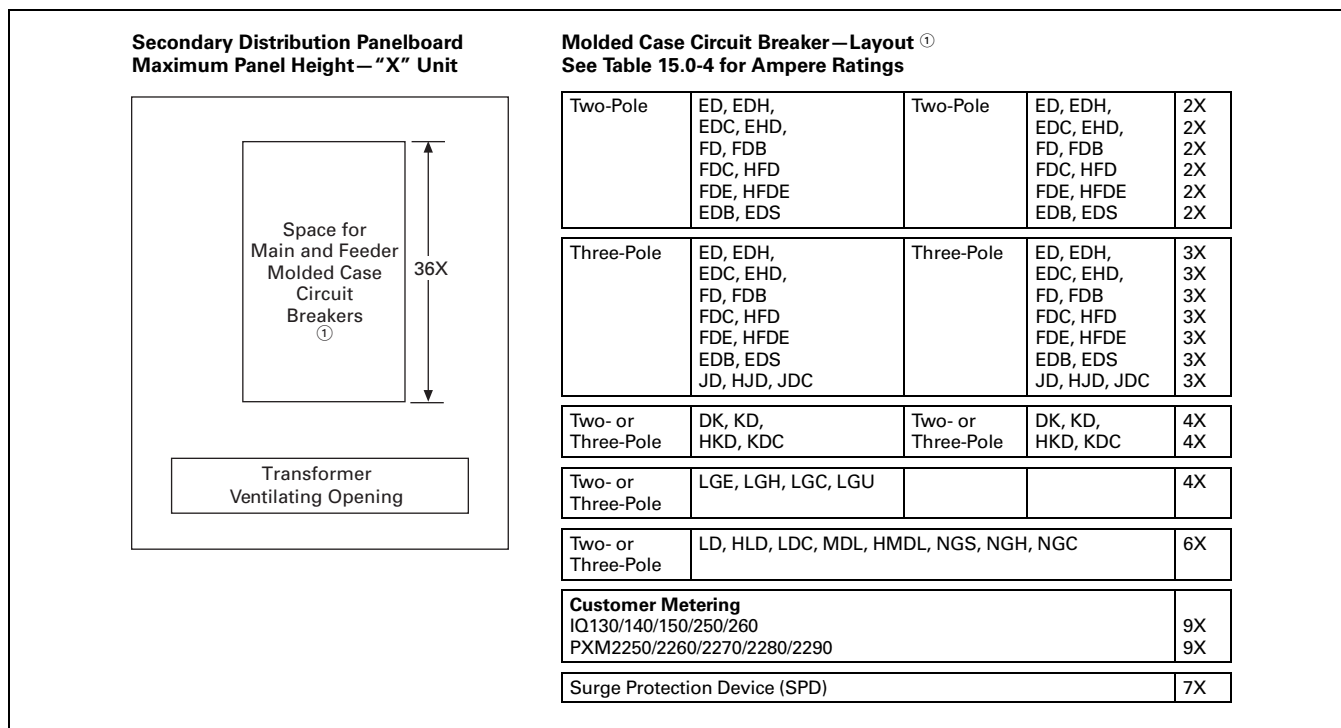 Secondary Distribution Panelboard
Maximum Panel Height—"X" Unit
Space for
Main and Feeder
Molded Case
Circuit
Breakers
①
36X
Transformer
Ventilating Opening
Molded Case Circuit Breaker—Layout ①
See Table 15.0-4 for Ampere Ratings
Two-Pole ED, EDH, Two-Pole ED, EDH, 2X
EDC, EHD, EDC, EHD, 2X
FD, FDB FD, FDB 2X
FDC, HFD FDC, HFD 2X
FDE, HFDE FDE, HFDE 2X
EDB, EDS EDB, EDS 2X
Three-Pole ED, EDH, Three-Pole ED, EDH, 3X
EDC, EHD, EDC, EHD, 3X
FD, FDB FD, FDB 3X
FDC, HFD FDC, HFD 3X
FDE, HFDE FDE, HFDE 3X
EDB, EDS EDB, EDS 3X
JD, HJD, JDC JD, HJD, JDC 3X
Two- or DK, KD, Two- or DK, KD, 4X
Three-Pole HKD, KDC Three-Pole HKD, KDC 4X
Two- or LGE, LGH, LGC, LGU 4X
Three-Pole
Two- or LD, HLD, LDC, MDL, HMDL, NGS, NGH, NGC 6X
Three-Pole
Customer Metering
IQ130/140/150/250/260 9X
PXM2250/2260/2270/2280/2290 9X
Surge Protection Device (SPD) 7X